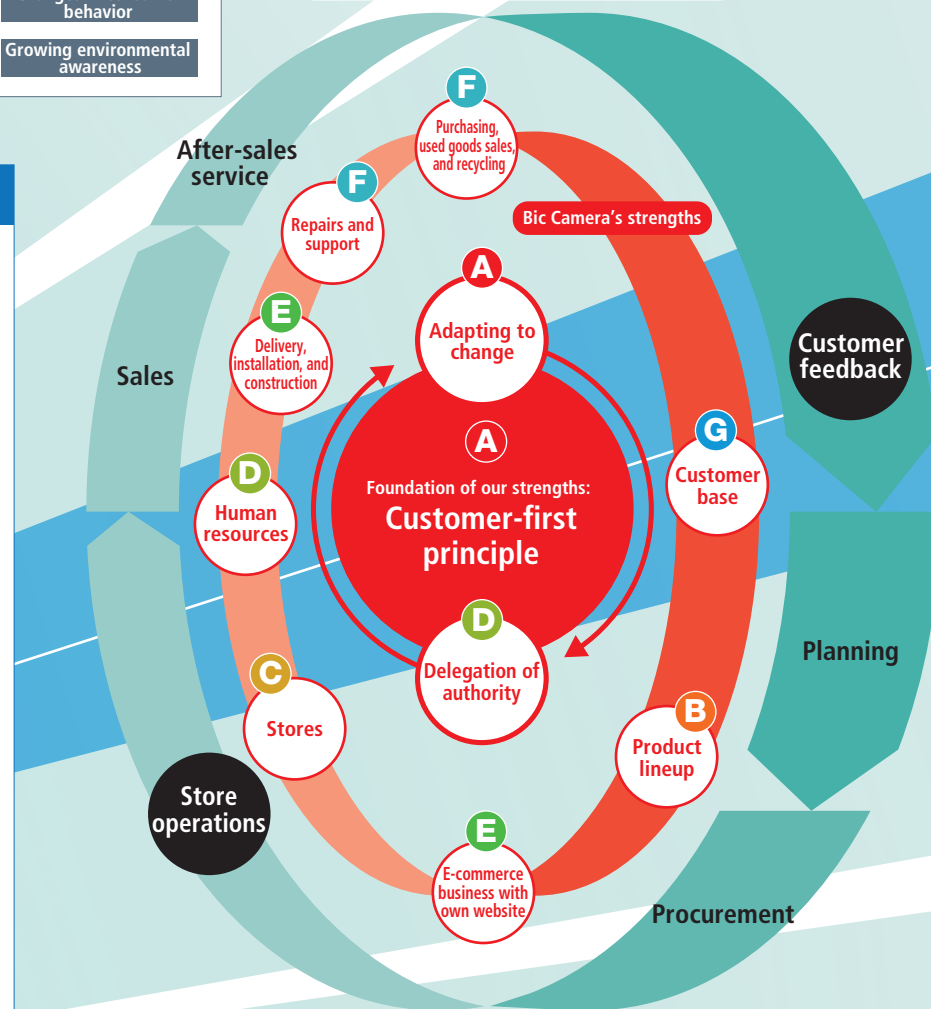 behavior
Growing environmental
awareness
F
Purchasing,
used goods sales,
and recycling
After-sales
service
F
Repairs and
support
Bic Camera's strengths
A
Adapting to
change
E
Delivery,
installation, and
construction
Customer
feedback
Sales
A
Foundation of our strengths:
Customer-first
principle
G
Customer
base
D
Human
resources
D
Delegation of
authority
Planning
C
Stores
B
Product
lineup
Store
operations
E
E-commerce
business with
own website
Procurement